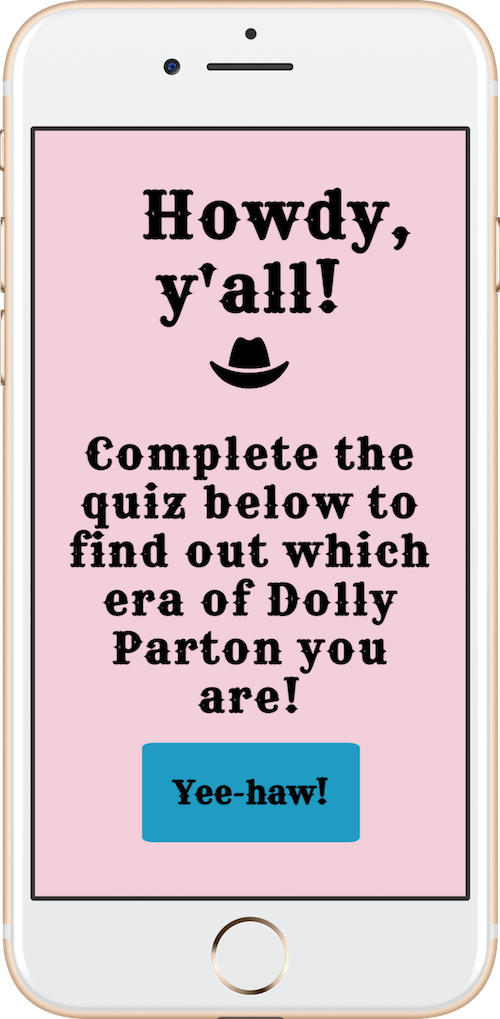 Howdy,
y'all!
Complete the
quiz below to
find out which
era of Dolly
Parton you
are!
Yee-haw!